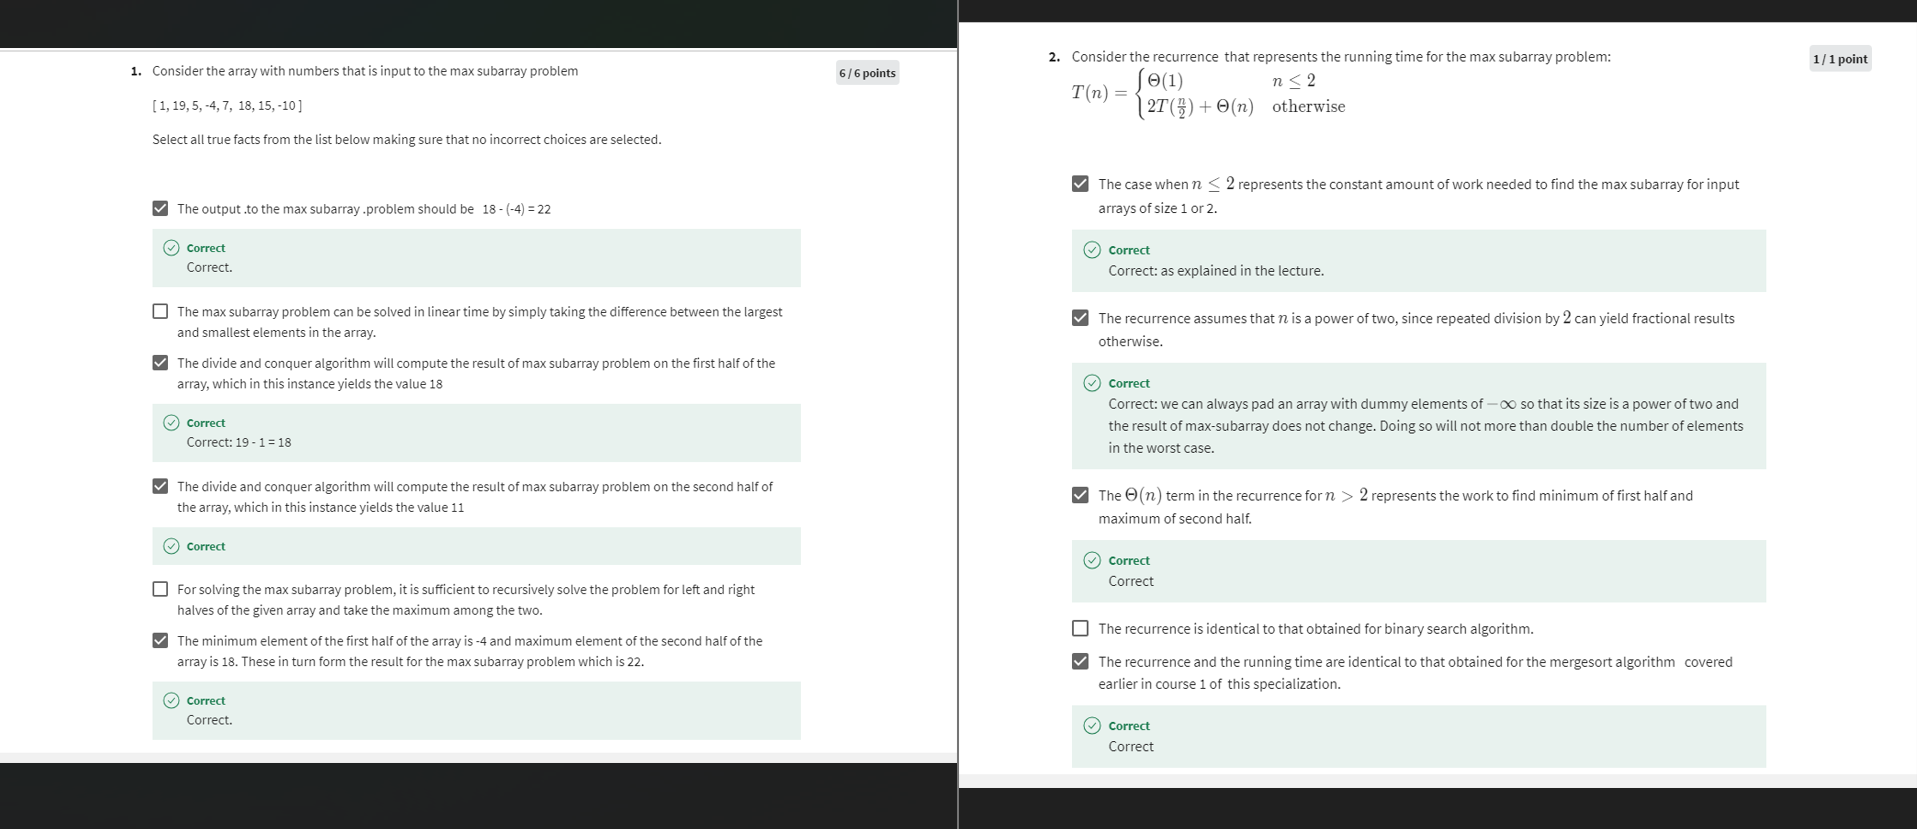 1. Consider the array with numbers that is input to the max subarray problem
6 / 6 points
[ 1, 19, 5, -4, 7, 18, 15, -10 ]
Select all true facts from the list below making sure that no incorrect choices are selected.
The output .to the max subarray .problem should be 18 - (-4) = 22
Correct
Correct.
The max subarray problem can be solved in linear time by simply taking the difference between the largest
and smallest elements in the array.
The divide and conquer algorithm will compute the result of max subarray problem on the first half of the
array, which in this instance yields the value 18
Correct
Correct: 19 - 1 = 18
The divide and conquer algorithm will compute the result of max subarray problem on the second half of
the array, which in this instance yields the value 11
Correct
For solving the max subarray problem, it is sufficient to recursively solve the problem for left and right
halves of the given array and take the maximum among the two.
The minimum element of the first half of the array is -4 and maximum element of the second half of the
array is 18. These in turn form the result for the max subarray problem which is 22.
Correct
Correct.
2. Consider the recurrence that represents the running time for the max subarray problem:
1 / 1 point
T(n) = { Θ(1) n ≤ 2
2T(n/2) + Θ(n) otherwise
The case when n ≤ 2 represents the constant amount of work needed to find the max subarray for input
arrays of size 1 or 2.
Correct
Correct: as explained in the lecture.
The recurrence assumes that n is a power of two, since repeated division by 2 can yield fractional results
otherwise.
Correct
Correct: we can always pad an array with dummy elements of −∞ so that its size is a power of two and
the result of max-subarray does not change. Doing so will not more than double the number of elements
in the worst case.
The Θ(n) term in the recurrence for n > 2 represents the work to find minimum of first half and
maximum of second half.
Correct
Correct
The recurrence is identical to that obtained for binary search algorithm.
The recurrence and the running time are identical to that obtained for the mergesort algorithm covered
earlier in course 1 of this specialization.
Correct
Correct